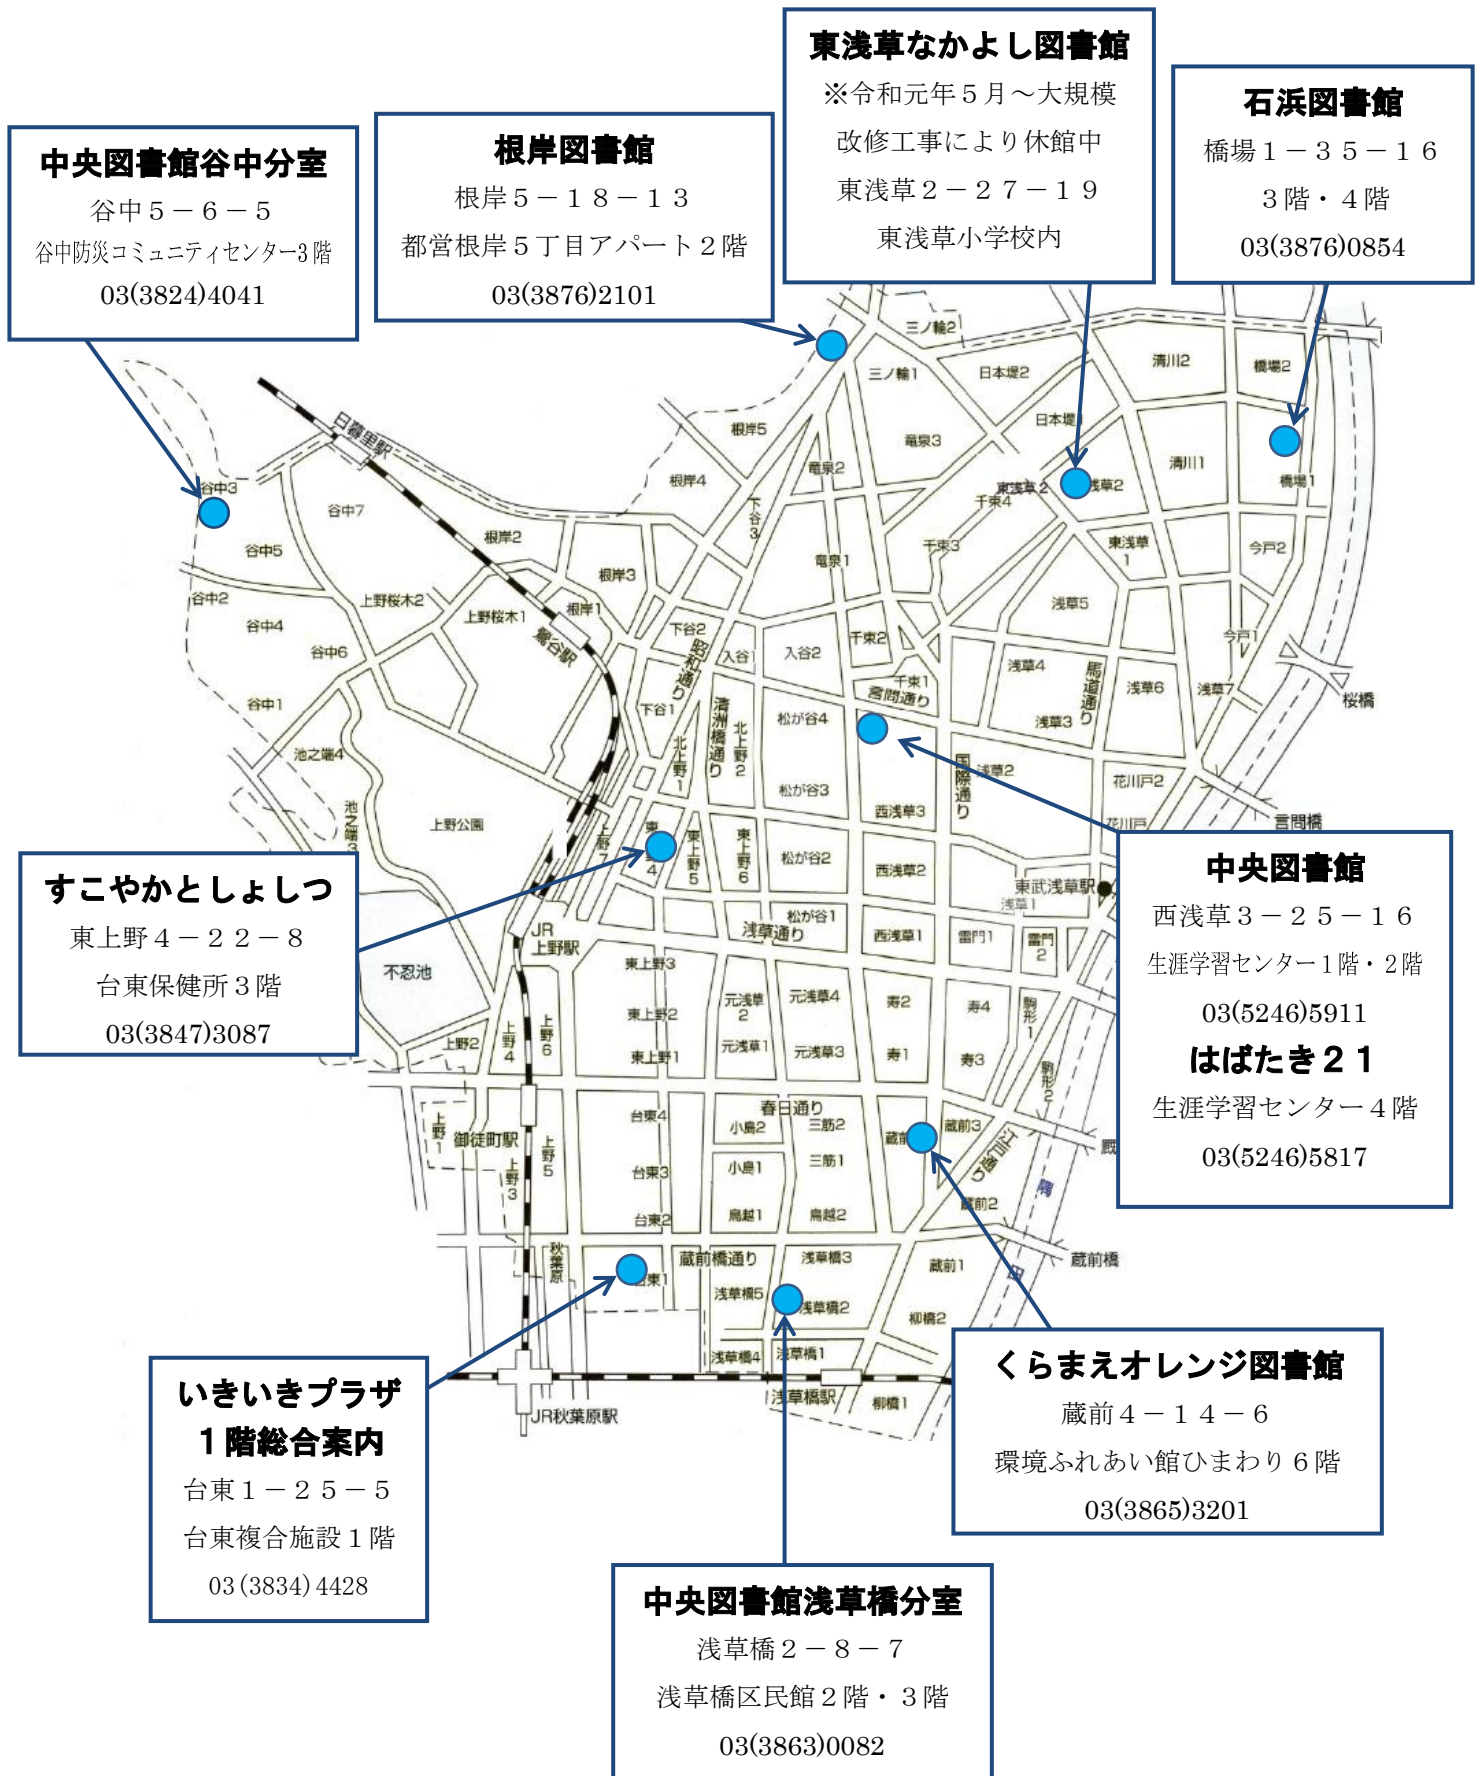 東浅草なかよし図書館
※令和元年５月～大規模
改修工事により休館中
東浅草２－２７－１９
東浅草小学校内
石浜図書館
橋場１－３５－１６
３階・４階
03(3876)0854
根岸図書館
根岸５－１８－１３
都営根岸５丁目アパート２階
03(3876)2101
中央図書館谷中分室
谷中５－６－５
谷中防災コミュニティセンター3階
03(3824)4041
三ノ輪2
三ノ輪1
日本堤2
清川2
橋場2
日本堤
根岸5
竜泉3
竜泉2
清川1
橋場1
日暮里駅
谷中3
谷中7
根岸4
下谷3
東浅草2
浅草2
千束4
根岸2
千束3
東浅草1
今戸2
谷中5
竜泉1
根岸3
谷中2
上野桜木2
上野桜木1
根岸1
浅草5
谷中4
鶯谷駅
下谷2
昭和通り
入谷1
入谷2
千束2
今戸1
谷中6
浅草4
馬道通り
千束1
言問通り
浅草6
浅草7
桜橋
谷中1
下谷1
清洲橋通り
北上野2
松が谷4
浅草3
池之端4
北上野1
国際通り
浅草2
花川戸2
松が谷3
西浅草3
池之端3
上野公園
上野7
東
4
東上野5
東上野6
花川戸
言問橋
松が谷2
西浅草2
東武浅草駅
浅草1
すこやかとしょしつ
東上野４－２２－８
台東保健所３階
03(3847)3087
中央図書館
西浅草３－２５－１６
生涯学習センター１階・２階
03(5246)5911
はばたき２１
生涯学習センター４階
03(5246)5817
JR
上野駅
浅草通り
松が谷1
西浅草1
雷門1
雷門2
不忍池
東上野3
元浅草2
元浅草4
寿2
寿4
駒形1
上野4
上野6
東上野2
上野2
東上野1
元浅草1
元浅草3
寿1
寿3
駒形2
春日通り
台東4
小島2
三筋2
蔵前
蔵前3
江戸通り
厩
上野1
御徒町駅
上野5
上野3
台東3
小島1
三筋1
隅
台東2
鳥越1
鳥越2
蔵前2
秋葉原
蔵前橋通り
浅草橋3
蔵前1
田
蔵前橋
台東1
浅草橋5
浅草橋2
柳橋2
浅草橋4
浅草橋1
浅草橋駅
柳橋1
JR秋葉原駅
いきいきプラザ
１階総合案内
台東１－２５－５
台東複合施設１階
03(3834)4428
くらまえオレンジ図書館
蔵前４－１４－６
環境ふれあい館ひまわり６階
03(3865)3201
中央図書館浅草橋分室
浅草橋２－８－７
浅草橋区民館２階・３階
03(3863)0082